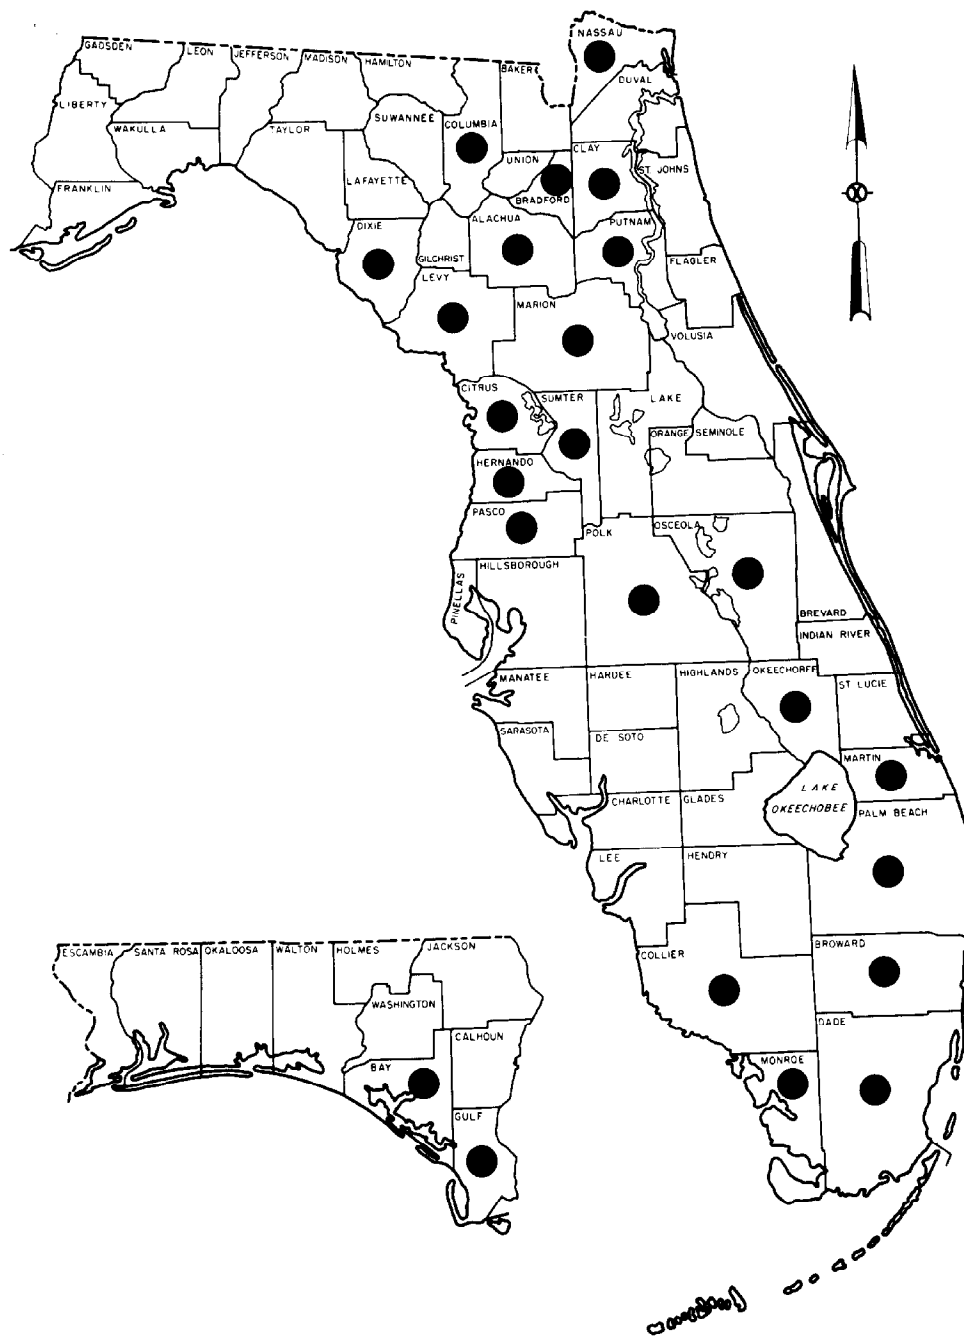 NASSAU
GADSDEN
LEON
JEFFERSON
MADISON
HAMILTON
BAKER
DUVAL
LIBERTY
WAKULLA
TAYLOR
SUWANNEE
COLUMBIA
UNION
CLAY
ST JOHNS
FRANKLIN
LAFAYETTE
BRADFORD
DIXIE
ALACHUA
PUTNAM
GILCHRIST
FLAGLER
LEVY
MARION
VOLUSIA
CITRUS
SUMTER
LAKE
ORANGE
SEMINOLE
HERNANDO
PASCO
POLK
OSCEOLA
HILLSBOROUGH
PINELLAS
BREVARD
INDIAN RIVER
MANATEE
HARDEE
HIGHLANDS
OKEECHOBEE
ST LUCIE
SARASOTA
DE SOTO
MARTIN
LAKE
OKEECHOBEE
CHARLOTTE
GLADES
PALM BEACH
LEE
HENDRY
ESCAMBIA
SANTA ROSA
OKALOOSA
WALTON
HOLMES
JACKSON
COLLIER
BROWARD
WASHINGTON
DADE
CALHOUN
BAY
MONROE
GULF